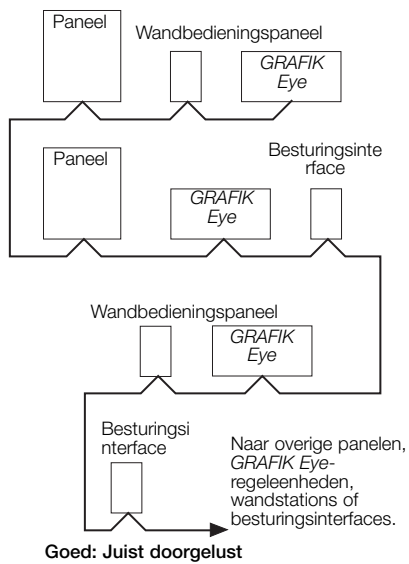 Paneel
Wandbedieningspaneel
GRAFIK
Eye
Besturingsinte
rface
Paneel
GRAFIK
Eye
Wandbedieningspaneel
GRAFIK
Eye
Besturingsi
nterface
Naar overige panelen,
GRAFIK Eye-
regeleenheden,
wandstations of
besturingsinterfaces.
Goed: Juist doorgelust